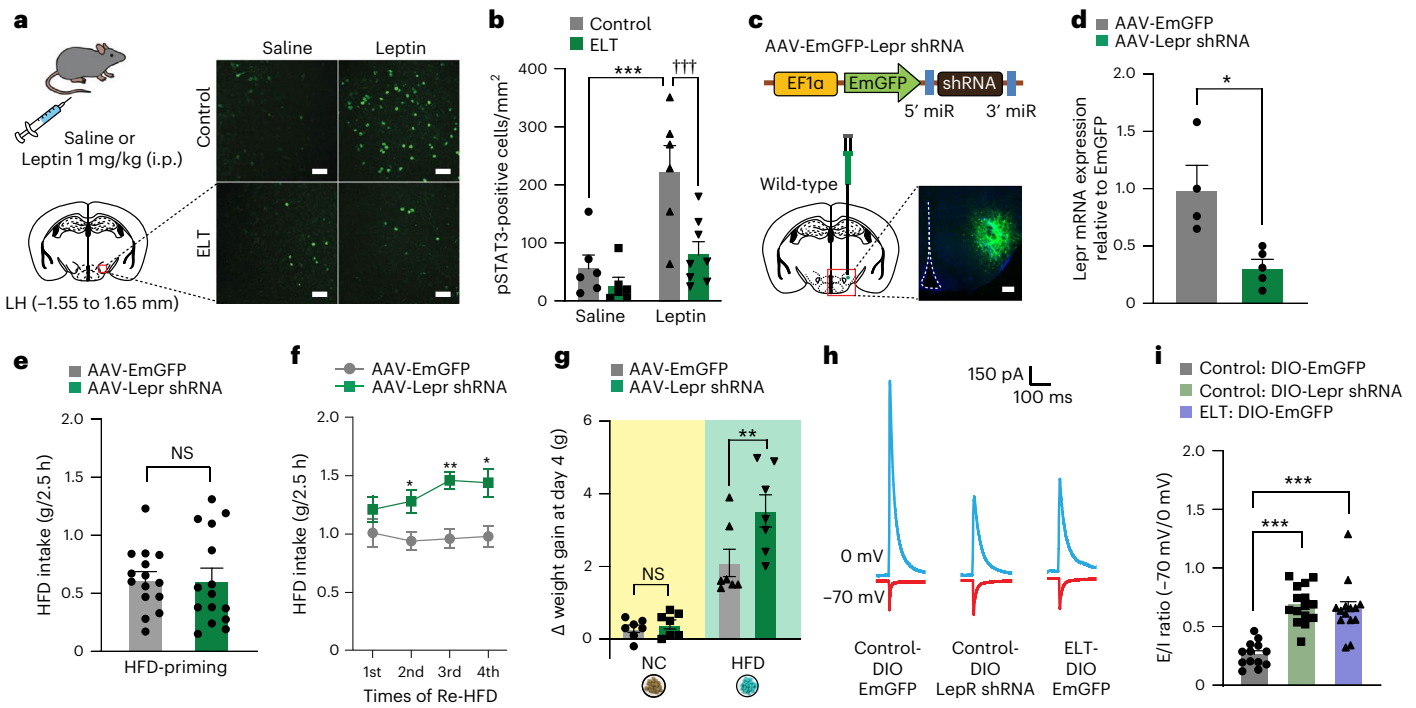 a
Saline
Leptin
Control
ELT
Saline or
Leptin 1 mg/kg (i.p.)
LH (−1.55 to 1.65 mm)
b
Control
ELT
pSTAT3-positive cells/mm²
400
300
200
100
0
***
†††
Saline
Leptin
c
AAV-EmGFP-Lepr shRNA
EF1α
EmGFP
shRNA
5′ miR
3′ miR
Wild-type
d
AAV-EmGFP
AAV-Lepr shRNA
Lepr mRNA expression
relative to EmGFP
2.0
1.5
1.0
0.5
0
*
e
AAV-EmGFP
AAV-Lepr shRNA
HFD intake (g/2.5 h)
2.0
1.5
1.0
0.5
0
NS
HFD-priming
f
AAV-EmGFP
AAV-Lepr shRNA
HFD intake (g/2.5 h)
2.0
1.5
1.0
0.5
0
*
**
*
1st
2nd
3rd
4th
Times of Re-HFD
g
AAV-EmGFP
AAV-Lepr shRNA
Δ weight gain at day 4 (g)
6
4
2
0
NS
**
NC
HFD
h
150 pA
100 ms
0 mV
−70 mV
Control-
DIO
EmGFP
Control-
DIO
LepR shRNA
ELT-
DIO
EmGFP
i
Control: DIO-EmGFP
Control: DIO-Lepr shRNA
ELT: DIO-EmGFP
E/I ratio (−70 mV/0 mV)
2.0
1.5
1.0
0.5
0
***
***